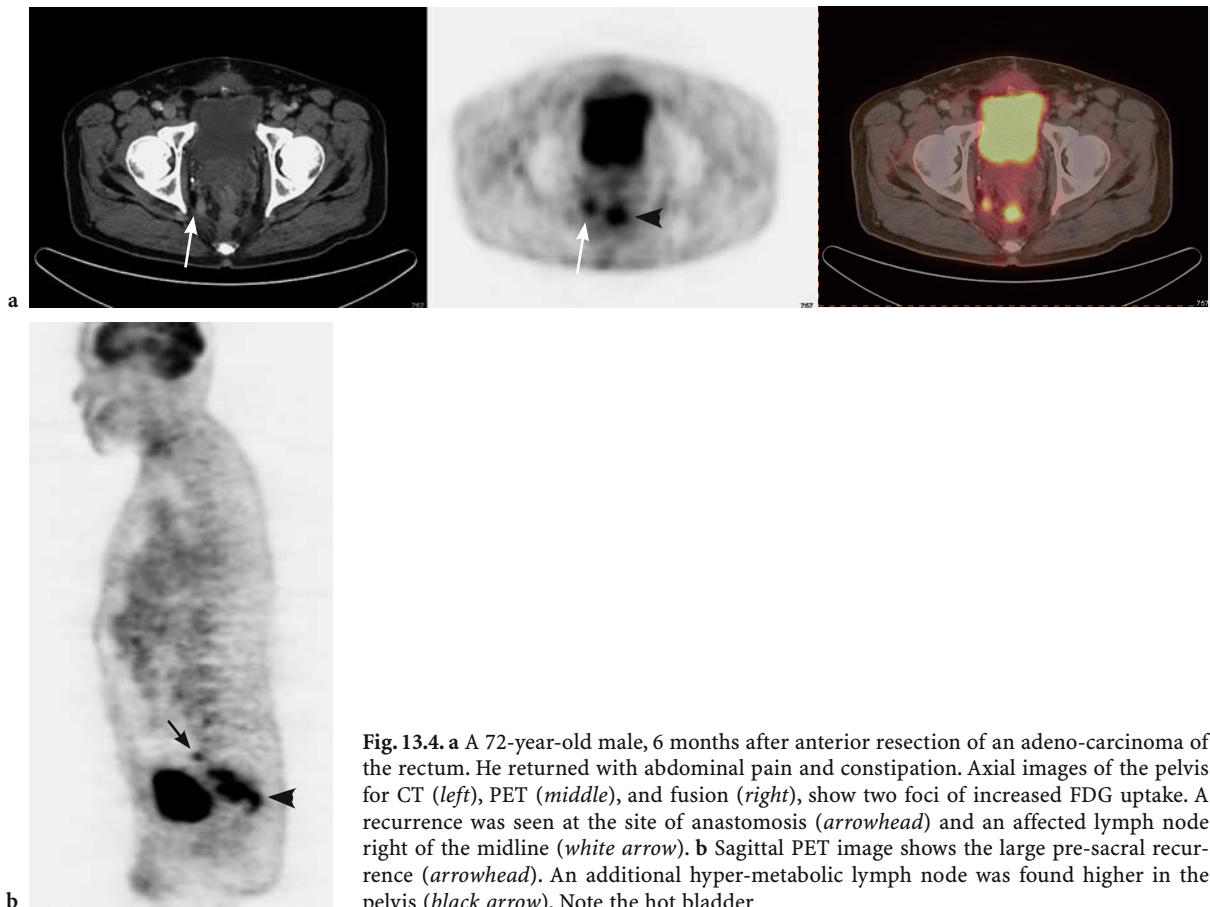 767
767
767
a
b
Fig. 13.4. a A 72-year-old male, 6 months after anterior resection of an adeno-carcinoma of
the rectum. He returned with abdominal pain and constipation. Axial images of the pelvis
for CT (left), PET (middle), and fusion (right), show two foci of increased FDG uptake. A
recurrence was seen at the site of anastomosis (arrowhead) and an affected lymph node
right of the midline (white arrow). b Sagittal PET image shows the large pre-sacral recur-
rence (arrowhead). An additional hyper-metabolic lymph node was found higher in the
pelvis (black arrow). Note the hot bladder